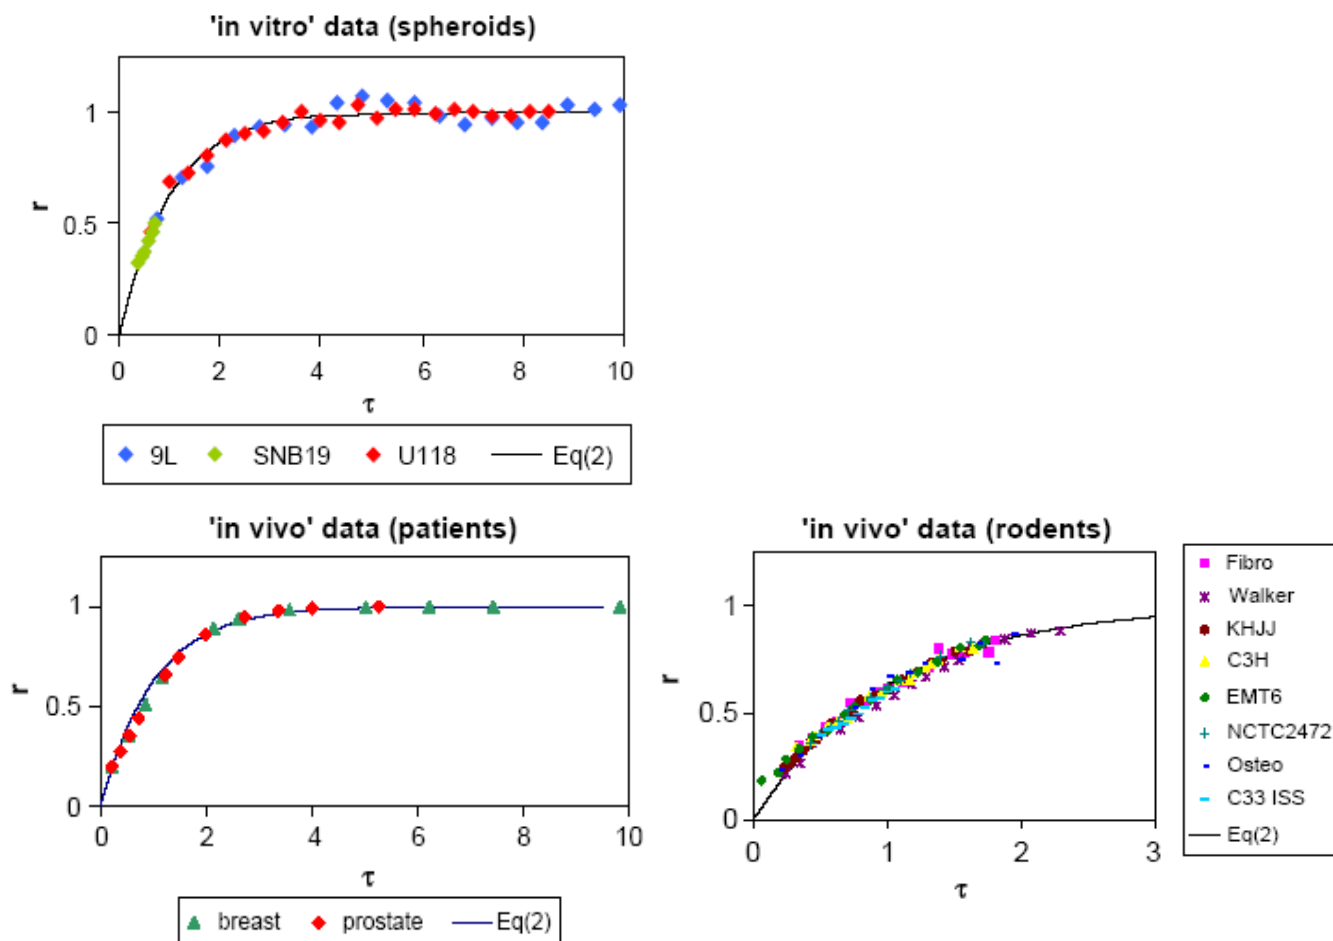 'in vitro' data (spheroids)
1
0.5
0
r
0 2 4 6 8 10
τ
9L SNB19 U118 Eq(2)
'in vivo' data (patients)
1
0.5
0
r
0 2 4 6 8 10
τ
breast prostate Eq(2)
'in vivo' data (rodents)
1
0.5
0
r
0 1 2 3
τ
Fibro
Walker
KHJJ
C3H
EMT6
NCTC2472
Osteo
C33 ISS
Eq(2)